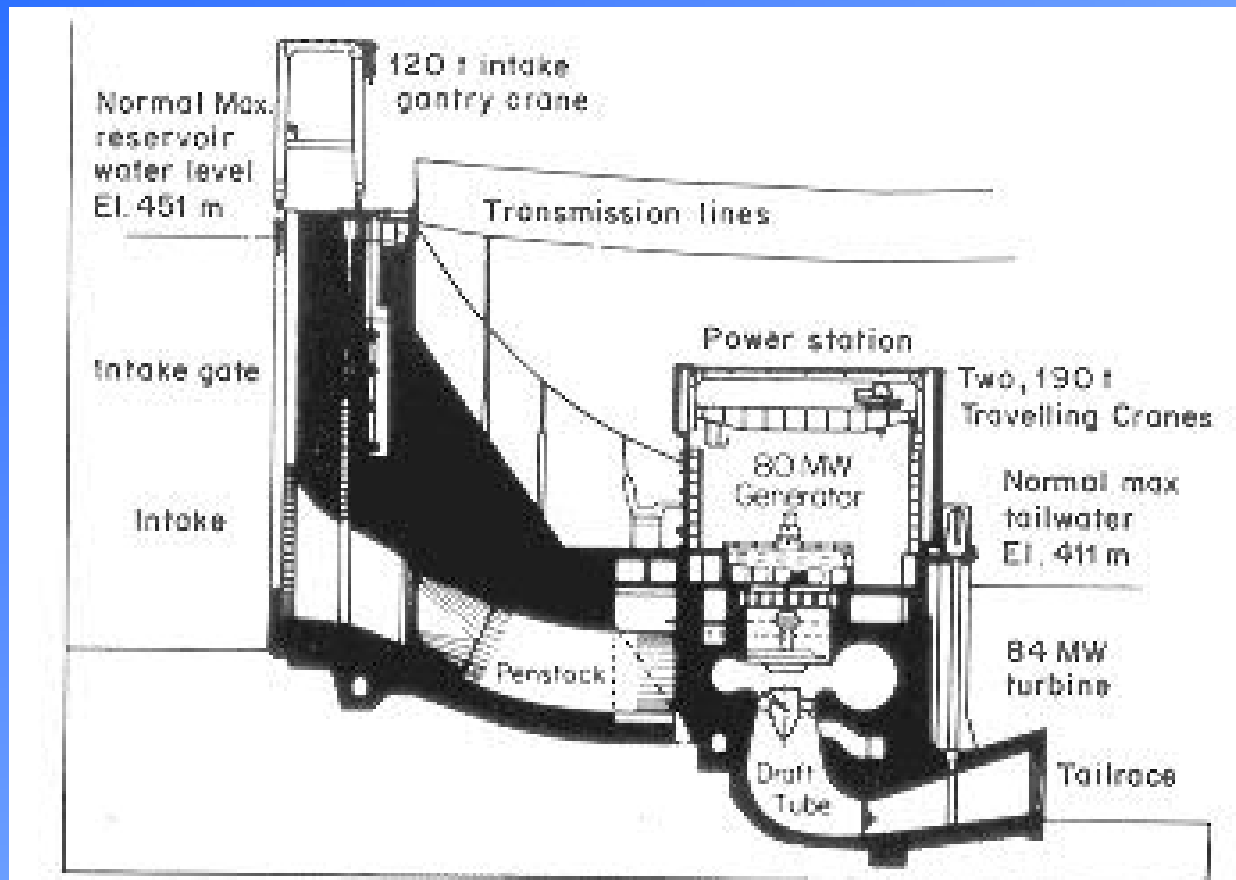 120 t intake
gantry crane
Normal Max.
reservoir
water level
El. 451 m
Transmission lines
Intake gate
Power station
Two, 190 t
Travelling Cranes
80 MW
Generator
Normal max
tailwater
El. 411 m
Intake
Penstock
84 MW
turbine
Draft
Tube
Tailrace